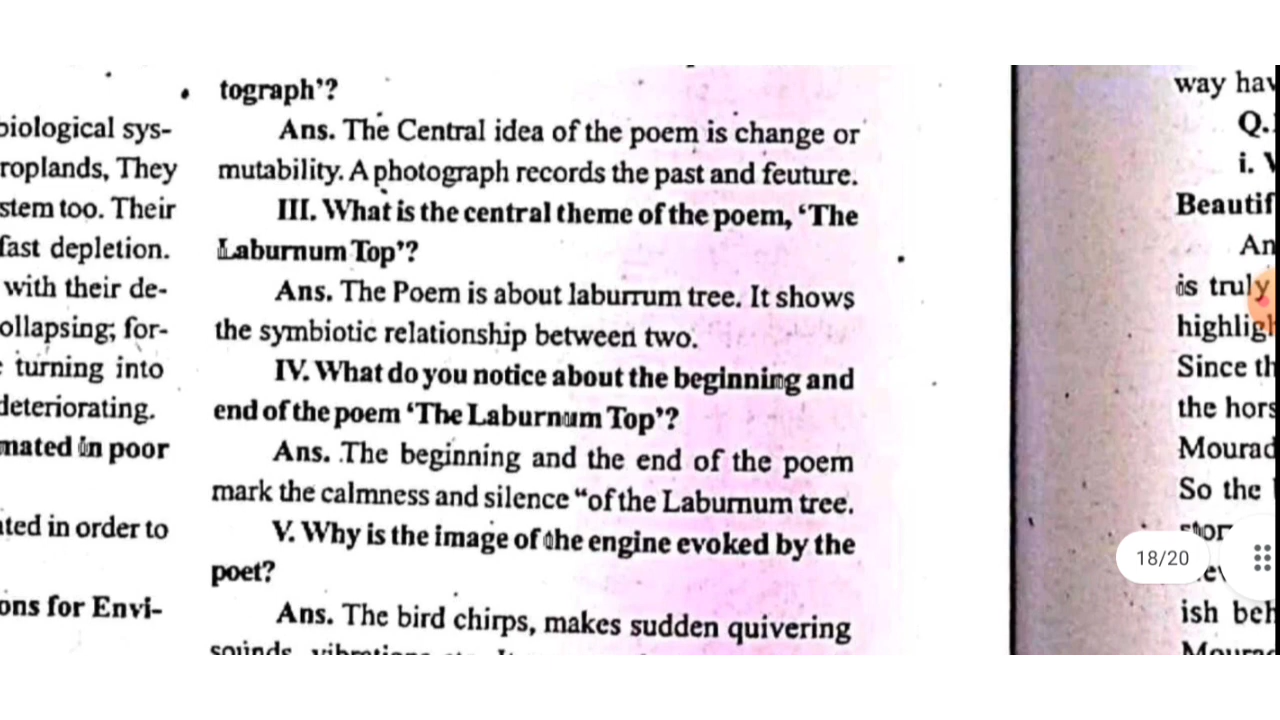 biological sys-
roplands, They
stem too. Their
fast depletion.
with their de-
ollapsing; for-
turning into
deteriorating.
mated in poor
ated in order to
ons for Envi-
tograph'?
Ans. The Central idea of the poem is change or
mutability. A photograph records the past and feuture.
III. What is the central theme of the poem, 'The
Laburnum Top'?
Ans. The Poem is about laburrum tree. It shows
the symbiotic relationship between two.
IV. What do you notice about the beginning and
end of the poem 'The Laburnum Top'?
Ans. The beginning and the end of the poem
mark the calmness and silence “of the Laburnum tree.
V. Why is the image of the engine evoked by the
poet?
Ans. The bird chirps, makes sudden quivering
sounds, vibrations etc.
way hav
Q.
i.
Beautif
An
is truly
highligh
Since th
the hors
Mourad
So the
stor
ish beh
Mourad
18/20